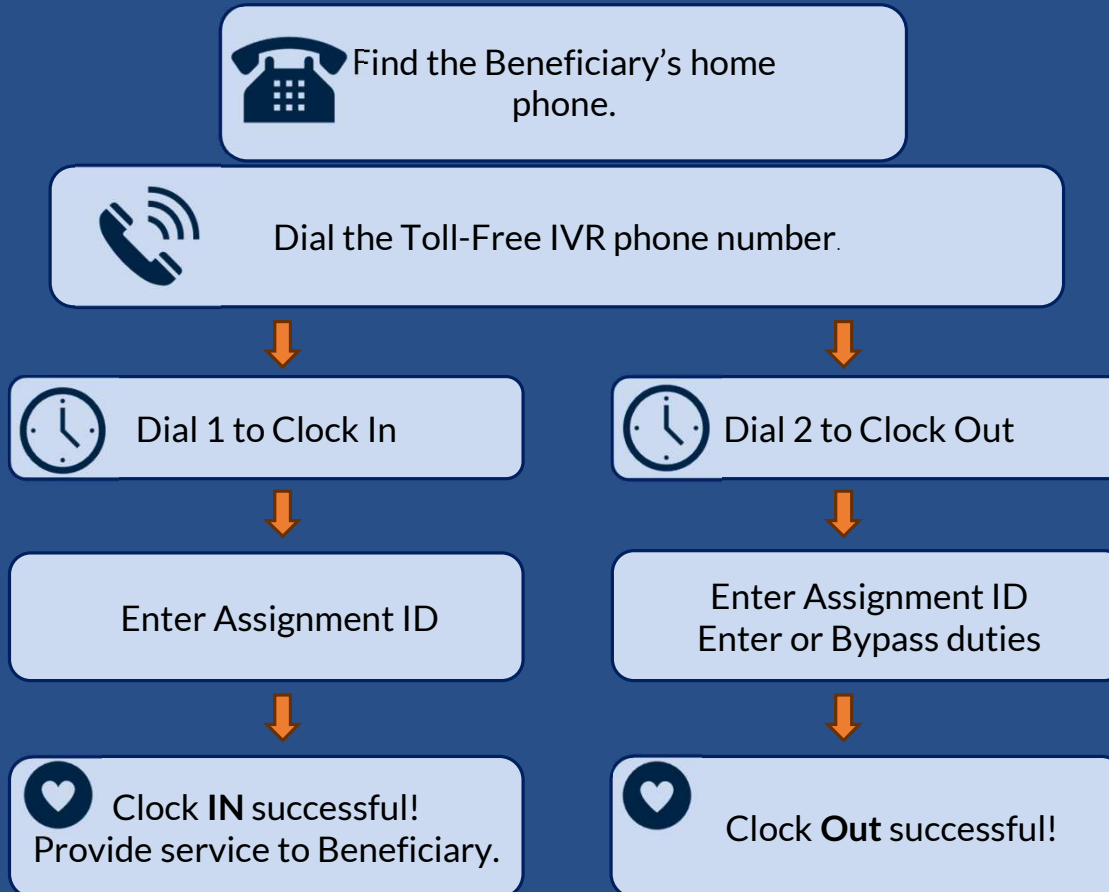 Find the Beneficiary's home
phone.
Dial the Toll-Free IVR phone number.
Dial 1 to Clock In
Dial 2 to Clock Out
Enter Assignment ID
Enter Assignment ID
Enter or Bypass duties
Clock IN successful!
Provide service to Beneficiary.
Clock Out successful!